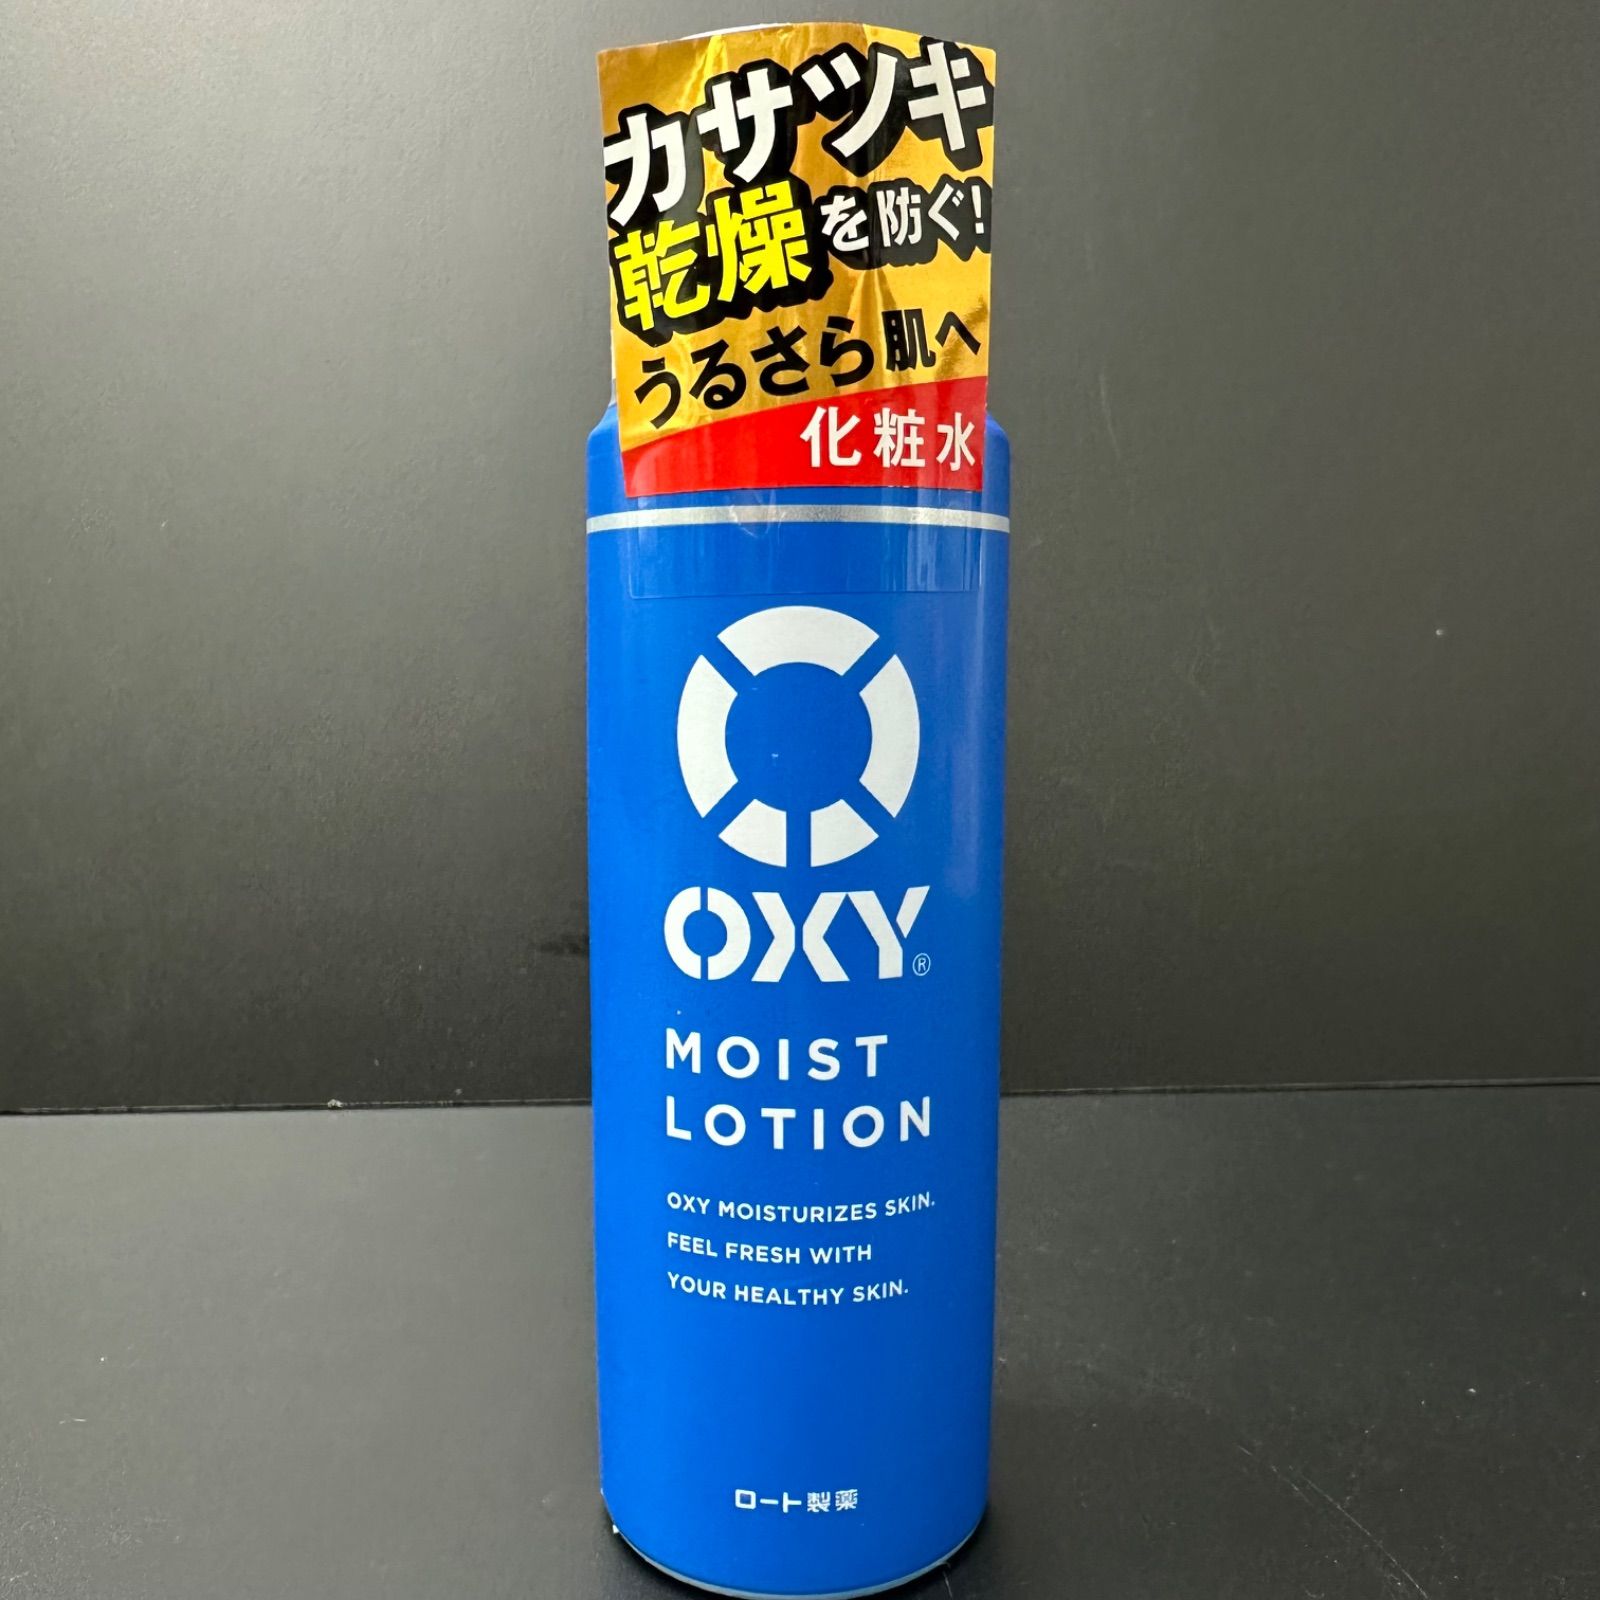 カサツキ
乾燥を防ぐ!
うるさら肌へ
化粧水
OXY®
MOIST
LOTION
OXY MOISTURIZES SKIN.
FEEL FRESH WITH
YOUR HEALTHY SKIN.
ロート製薬